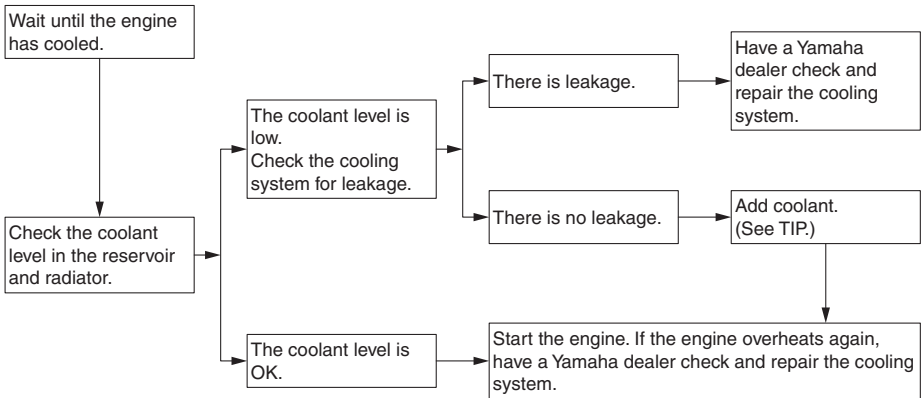 Wait until the engine
has cooled.
Check the coolant
level in the reservoir
and radiator.
The coolant level is
low.
Check the cooling
system for leakage.
There is leakage.
Have a Yamaha
dealer check and
repair the cooling
system.
There is no leakage.
Add coolant.
(See TIP.)
The coolant level is
OK.
Start the engine. If the engine overheats again,
have a Yamaha dealer check and repair the cooling
system.